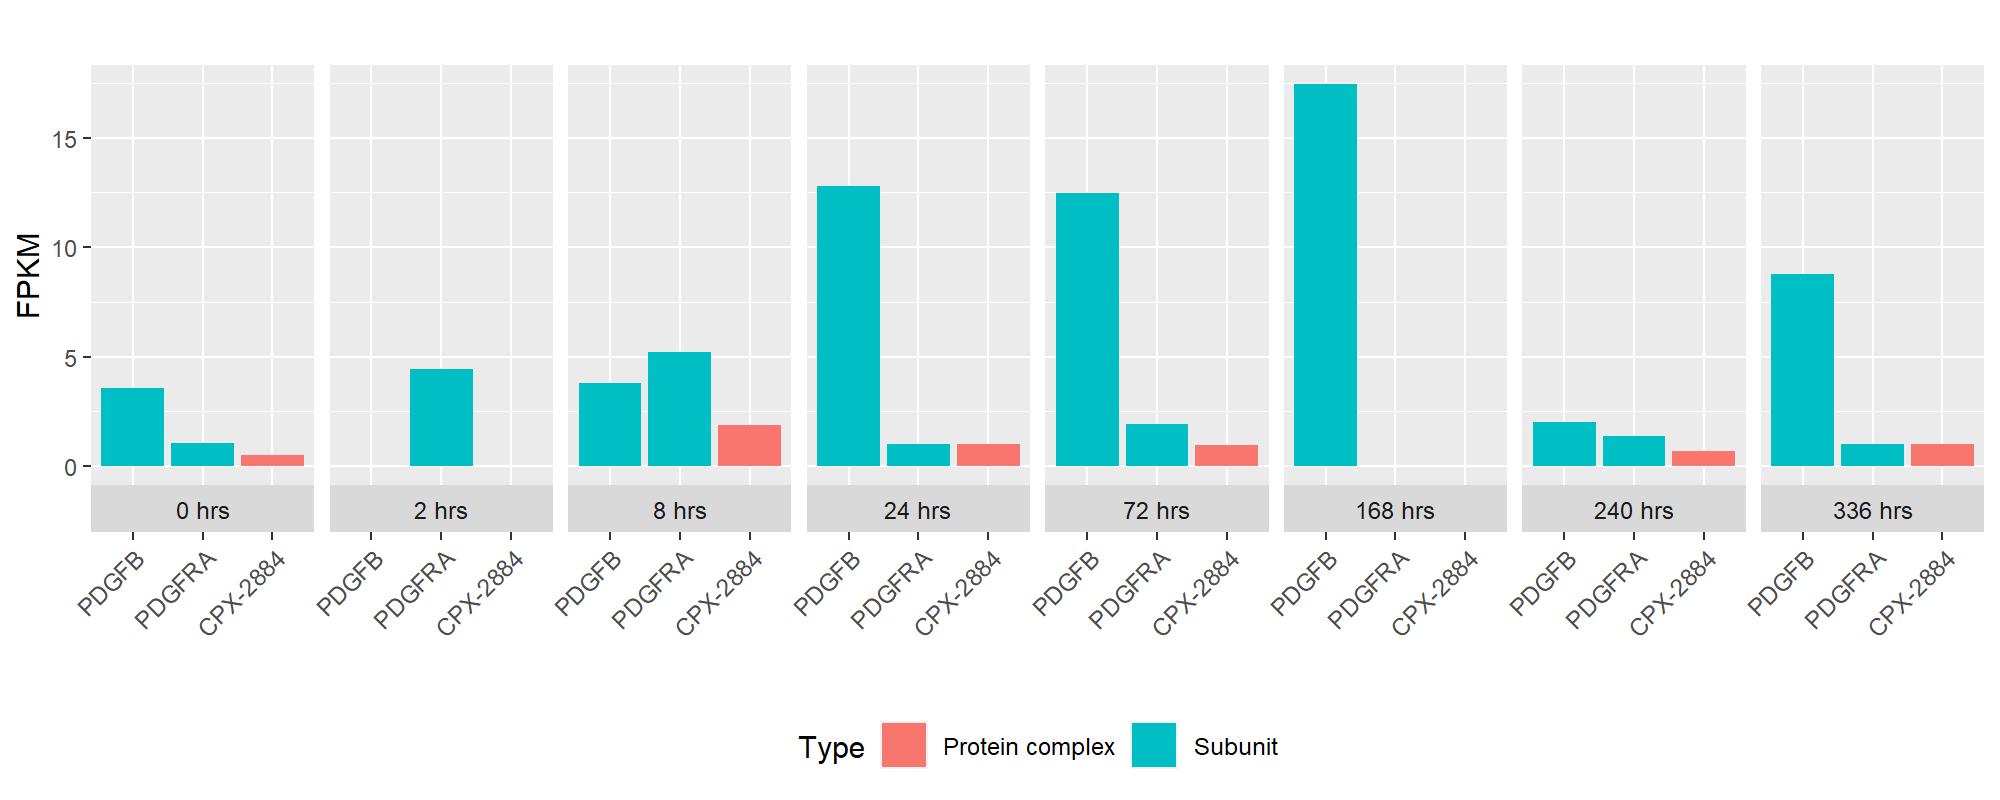 FPKM
15
10
5
0
0 hrs 2 hrs 8 hrs 24 hrs 72 hrs 168 hrs 240 hrs 336 hrs
PDGFB PDGFRA CPX-2884 PDGFB PDGFRA CPX-2884 PDGFB PDGFRA CPX-2884 PDGFB PDGFRA CPX-2884 PDGFB PDGFRA CPX-2884 PDGFB PDGFRA CPX-2884 PDGFB PDGFRA CPX-2884 PDGFB PDGFRA CPX-2884
Type Protein complex Subunit